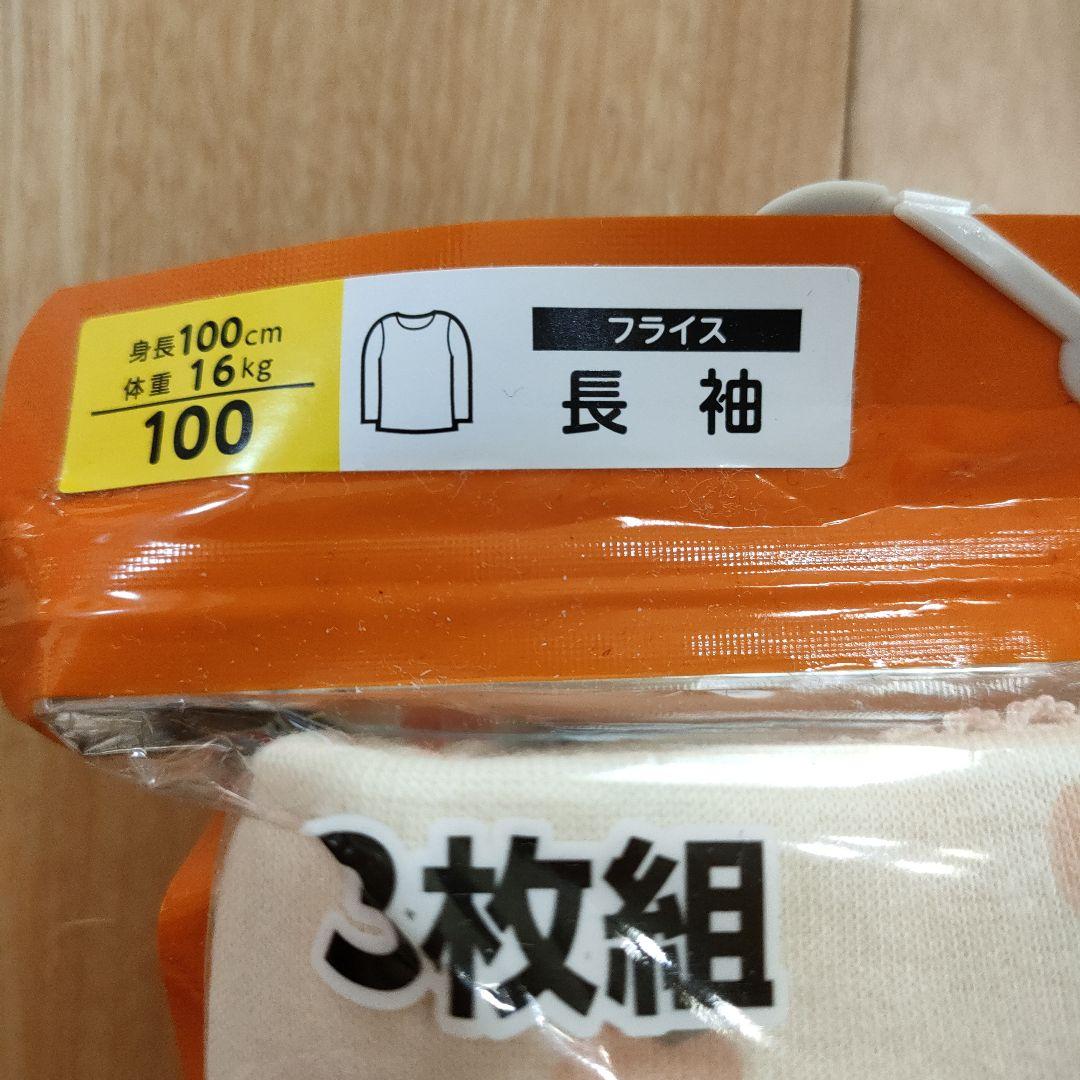 身長100cm
体重 16kg
100
フライス
長 袖
3枚組